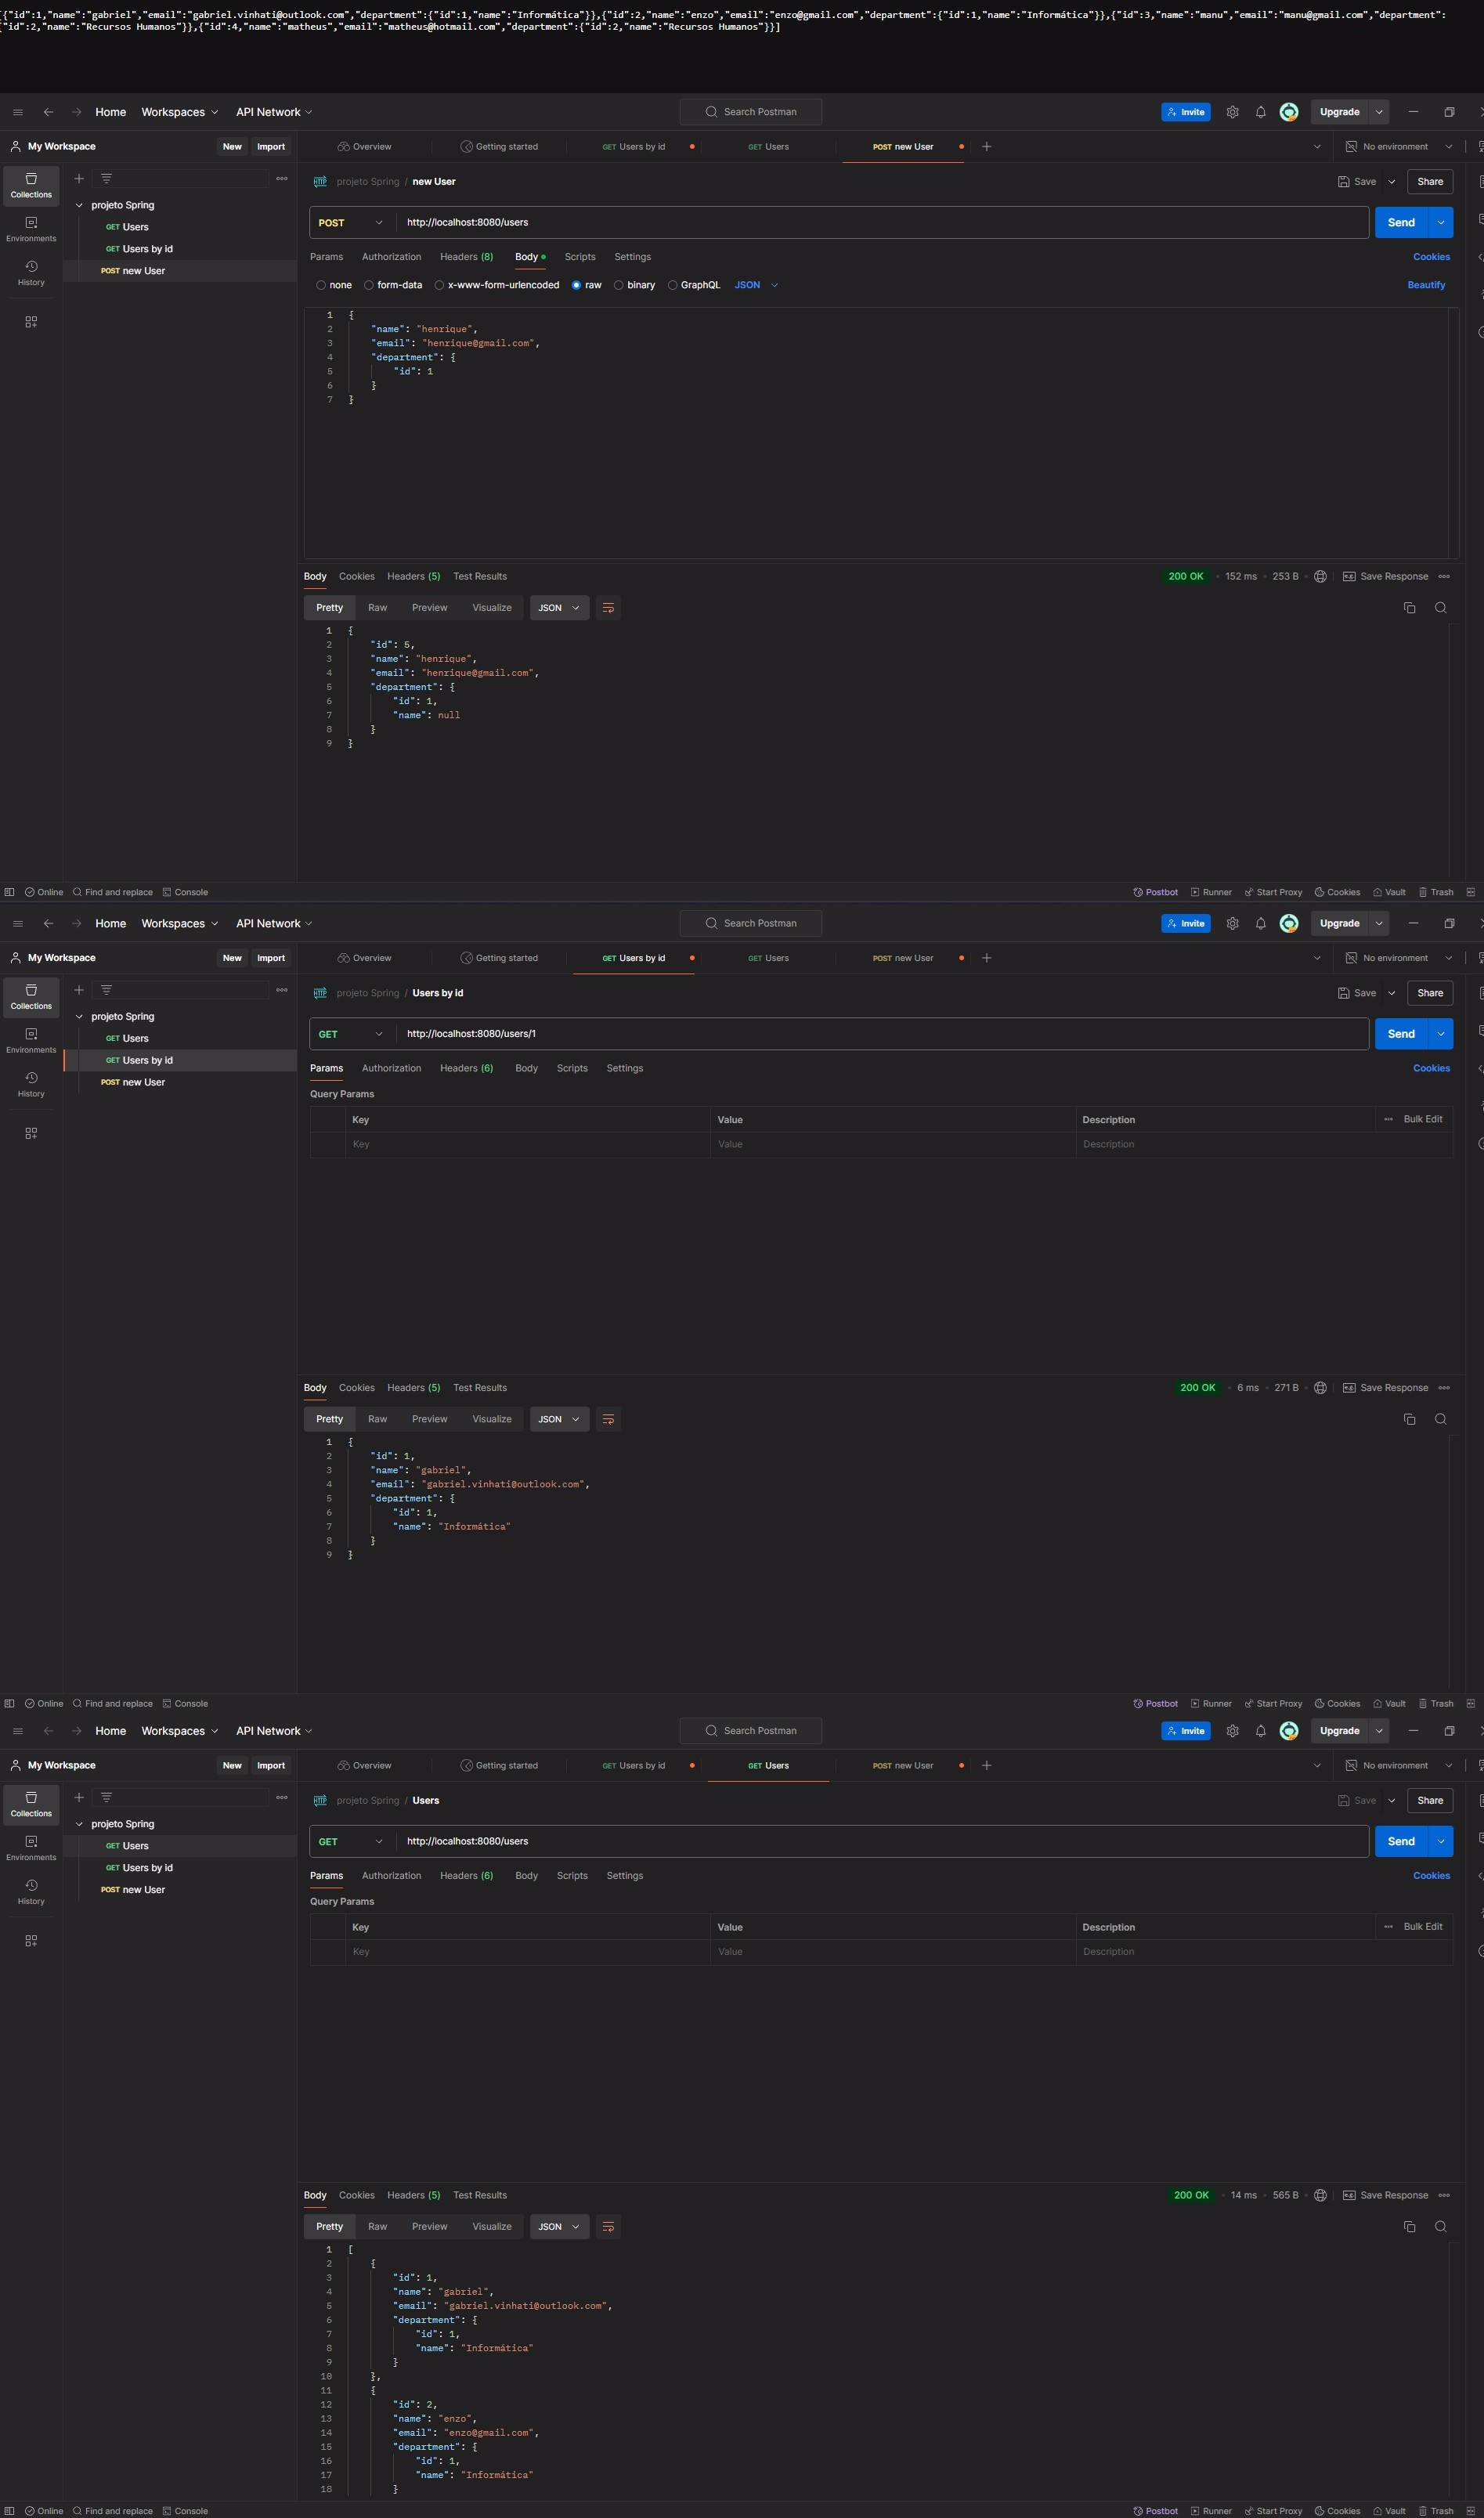 [{"id":1,"name":"gabriel","email":"gabriel.vinhati@outlook.com","department":{"id":1,"name":"Informática"}},{"id":2,"name":"enzo","email":"enzo@gmail.com","department":{"id":1,"name":"Informática"}},{"id":3,"name":"manu","email":"manu@gmail.com","department":
{"id":2,"name":"Recursos Humanos"}},{"id":4,"name":"matheus","email":"matheus@hotmail.com","department":{"id":2,"name":"Recursos Humanos"}}]
Home Workspaces API Network Search Postman Invite Upgrade
My Workspace New Import Overview Getting started GET Users by id GET Users POST new User No environment
Collections projeto Spring / new User Save Share
projeto Spring
GET Users
POST http://localhost:8080/users Send
Environments
GET Users by id
Params Authorization Headers (8) Body Scripts Settings Cookies
POST new User
History
none form-data x-www-form-urlencoded raw binary GraphQL JSON Beautify
1 {
2 "name": "henrique",
3 "email": "henrique@gmail.com",
4 "department": {
5 "id": 1
6 }
7 }
Body Cookies Headers (5) Test Results 200 OK 152 ms 253 B Save Response
Pretty Raw Preview Visualize JSON
1 {
2 "id": 5,
3 "name": "henrique",
4 "email": "henrique@gmail.com",
5 "department": {
6 "id": 1,
7 "name": null
8 }
9 }
Online Find and replace Console Postbot Runner Start Proxy Cookies Vault Trash
Home Workspaces API Network Search Postman Invite Upgrade
My Workspace New Import Overview Getting started GET Users by id GET Users POST new User No environment
Collections projeto Spring / Users by id Save Share
projeto Spring
GET Users
GET http://localhost:8080/users/1 Send
Environments
GET Users by id
Params Authorization Headers (6) Body Scripts Settings Cookies
POST new User
History
Query Params
Key Value Description Bulk Edit
Key Value Description
Body Cookies Headers (5) Test Results 200 OK 6 ms 271 B Save Response
Pretty Raw Preview Visualize JSON
1 {
2 "id": 1,
3 "name": "gabriel",
4 "email": "gabriel.vinhati@outlook.com",
5 "department": {
6 "id": 1,
7 "name": "Informática"
8 }
9 }
Online Find and replace Console Postbot Runner Start Proxy Cookies Vault Trash
Home Workspaces API Network Search Postman Invite Upgrade
My Workspace New Import Overview Getting started GET Users by id GET Users POST new User No environment
Collections projeto Spring / Users Save Share
projeto Spring
GET Users
GET http://localhost:8080/users Send
Environments
GET Users by id
Params Authorization Headers (6) Body Scripts Settings Cookies
POST new User
History
Query Params
Key Value Description Bulk Edit
Key Value Description
Body Cookies Headers (5) Test Results 200 OK 14 ms 565 B Save Response
Pretty Raw Preview Visualize JSON
1 [
2 {
3 "id": 1,
4 "name": "gabriel",
5 "email": "gabriel.vinhati@outlook.com",
6 "department": {
7 "id": 1,
8 "name": "Informática"
9 }
10 },
11 {
12 "id": 2,
13 "name": "enzo",
14 "email": "enzo@gmail.com",
15 "department": {
16 "id": 1,
17 "name": "Informática"
18 }
Online Find and replace Console Postbot Runner Start Proxy Cookies Vault Trash